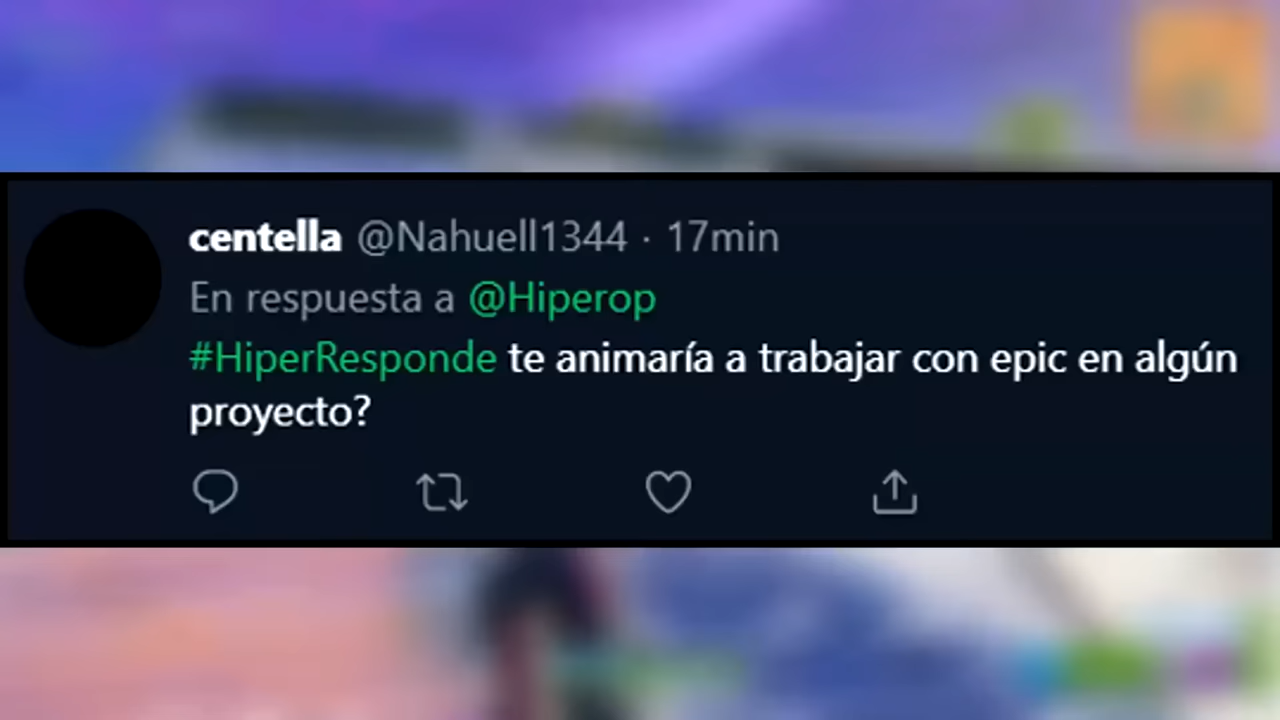 centella @Nahuell1344 · 17min
En respuesta a @Hiperop
#HiperResponde te animaría a trabajar con epic en algún
proyecto?